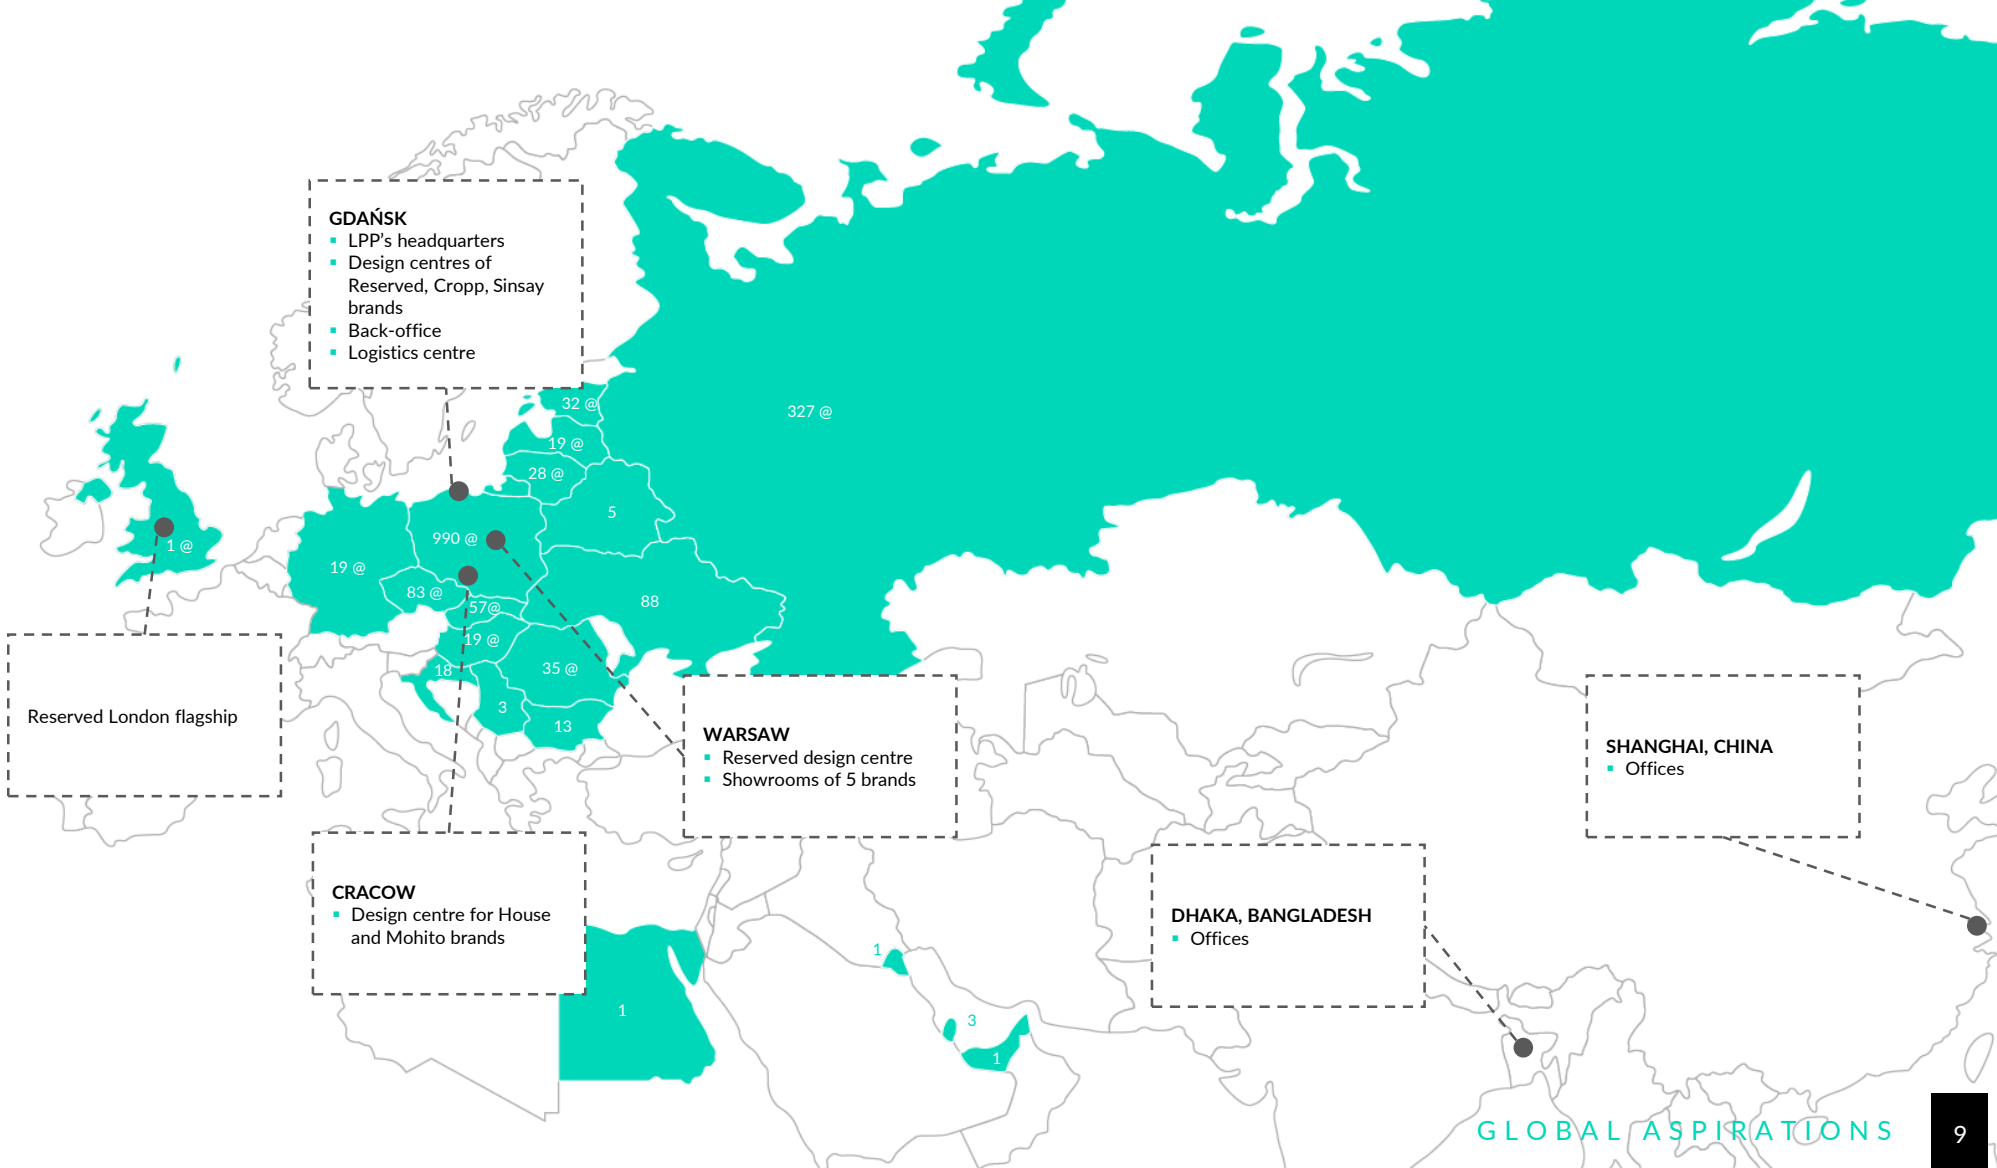 GDAŃSK
▪ LPP's headquarters
▪ Design centres of
Reserved, Cropp, Sinsay
brands
▪ Back-office
▪ Logistics centre
32 @
327 @
19 @
28 @
5
990 @
1 @
19 @
83 @
57@
88
19 @
35 @
18
3
13
Reserved London flagship
WARSAW
▪ Reserved design centre
▪ Showrooms of 5 brands
SHANGHAI, CHINA
▪ Offices
CRACOW
▪ Design centre for House
and Mohito brands
DHAKA, BANGLADESH
▪ Offices
1
1
3
1
GLOBAL ASPIRATIONS
9